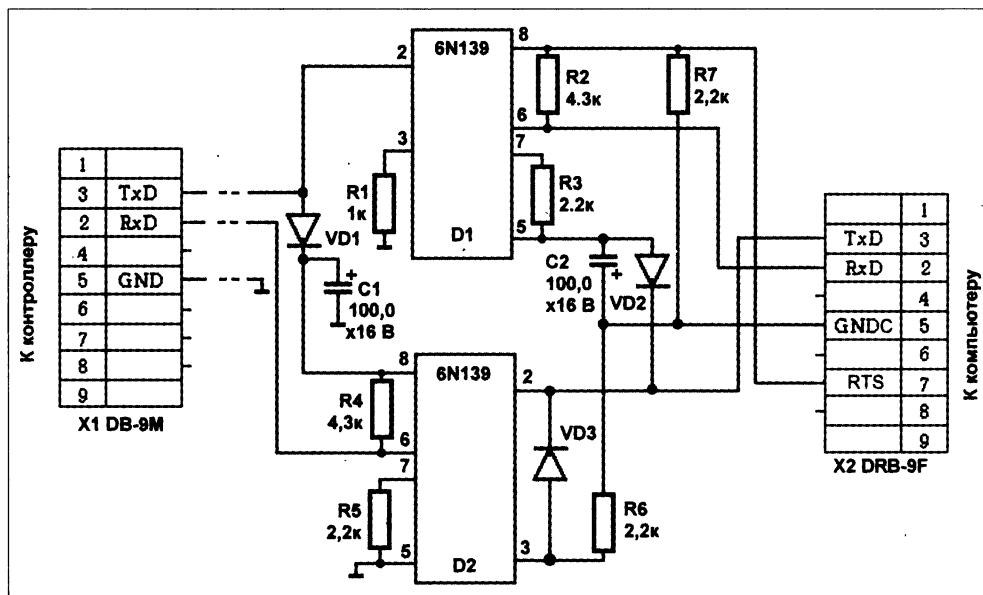 К контроллеру
1
3 TxD
2 RxD
4
5 GND
6
7
8
9
X1 DB-9M
6N139
2
3
8
6
7
5
D1
R1
1к
R2
4.3к
R7
2,2к
R3
2.2к
VD1
C1
+
100,0
x16 В
C2
+
100,0
x16 В
VD2
6N139
8
6
7
5
2
3
D2
R4
4,3к
R5
2,2к
VD3
R6
2,2к
1
TxD 3
RxD 2
4
GNDC 5
6
RTS 7
8
9
X2 DRB-9F
К компьютеру